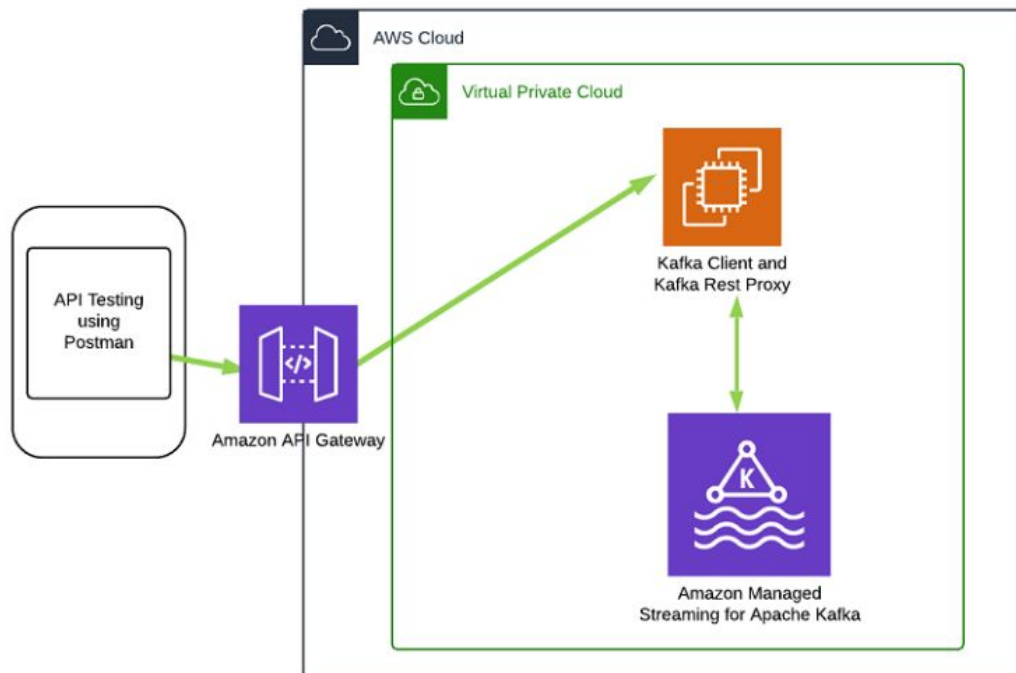 AWS Cloud
Virtual Private Cloud
Kafka Client and
Kafka Rest Proxy
API Testing
using
Postman
</>
Amazon API Gateway
K
Amazon Managed
Streaming for Apache Kafka